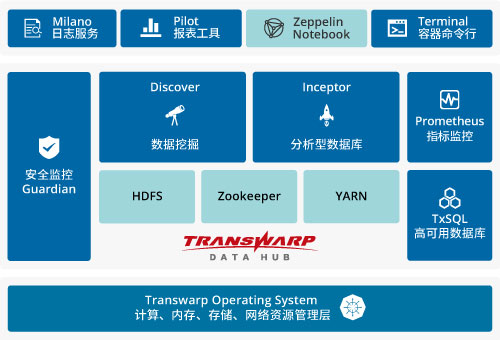 Milano
日志服务
Pilot
报表工具
Zeppelin
Notebook
Terminal
容器命令行
安全监控
Guardian
Discover
数据挖掘
Inceptor
分析型数据库
Prometheus
指标监控
HDFS
Zookeeper
YARN
TxSQL
高可用数据库
TRANSWARP
DATA HUB
Transwarp Operating System
计算、内存、存储、网络资源管理层